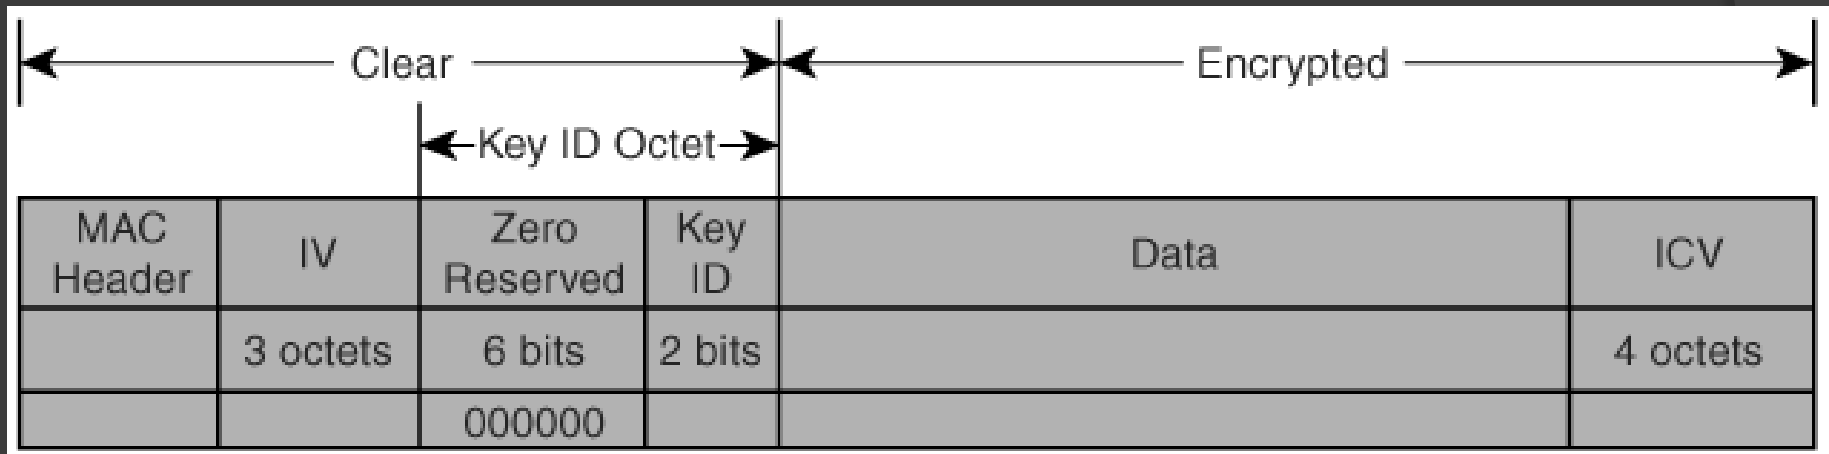 Clear
Encrypted
Key ID Octet
MAC
Header
IV
Zero
Reserved
Key
ID
Data
ICV
3 octets
6 bits
2 bits
4 octets
000000